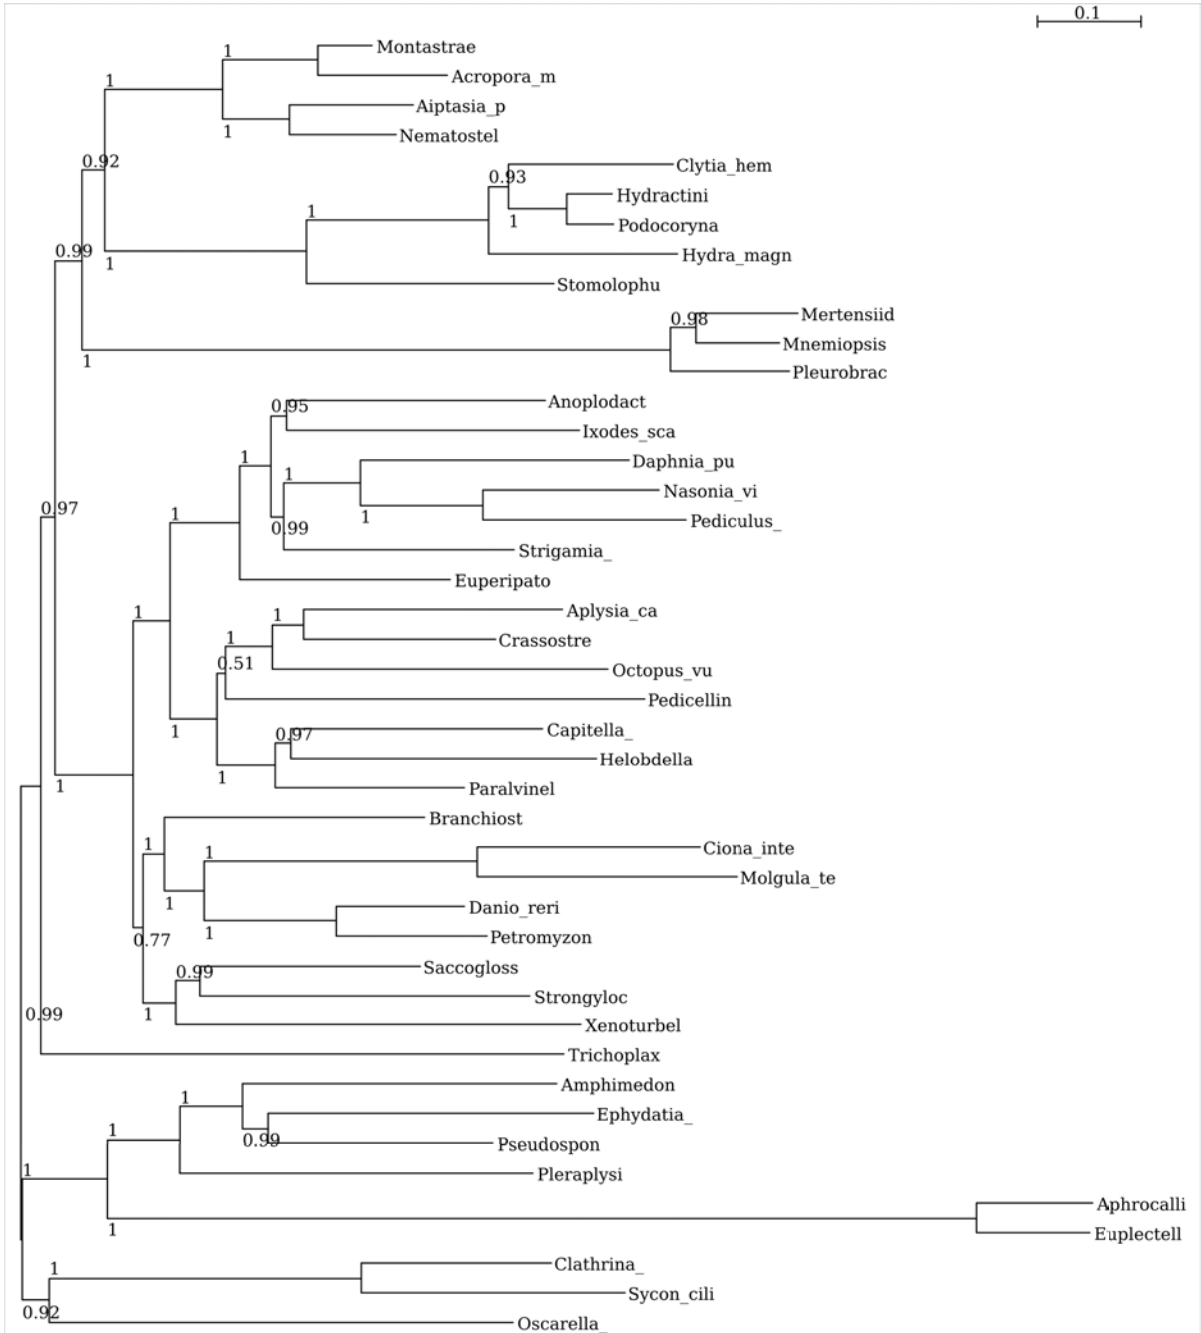 0.1
1
Montastrae
1
Acropora_m
Aiptasia_p
1
Nematostel
0.92
Clytia_hem
0.93
Hydractini
1
1
Podocoryna
0.99
1
Hydra_magn
Stomolophu
Mertensiid
0.98
Mnemiopsis
1
Pleurobrac
0.95
Anoplodact
Ixodes_sca
1
Daphnia_pu
1
Nasonia_vi
0.97
1
1
Pediculus_
0.99
Strigamia_
Euperipato
1
1
Aplysia_ca
1
Crassostre
0.51
Octopus_vu
Pedicellin
1
0.97
Capitella_
Helobdella
1
1
Paralvinel
Branchiost
1
1
Ciona_inte
Molgula_te
1
Danio_reri
1
Petromyzon
0.77
0.99
Saccogloss
Strongyloc
0.99
1
Xenoturbel
Trichoplax
Amphimedon
1
Ephydatia_
1
0.99
Pseudospon
1
Pleraplysi
Aphrocalli
1
Euplectell
1
Clathrina_
Sycon_cili
0.92
Oscarella_